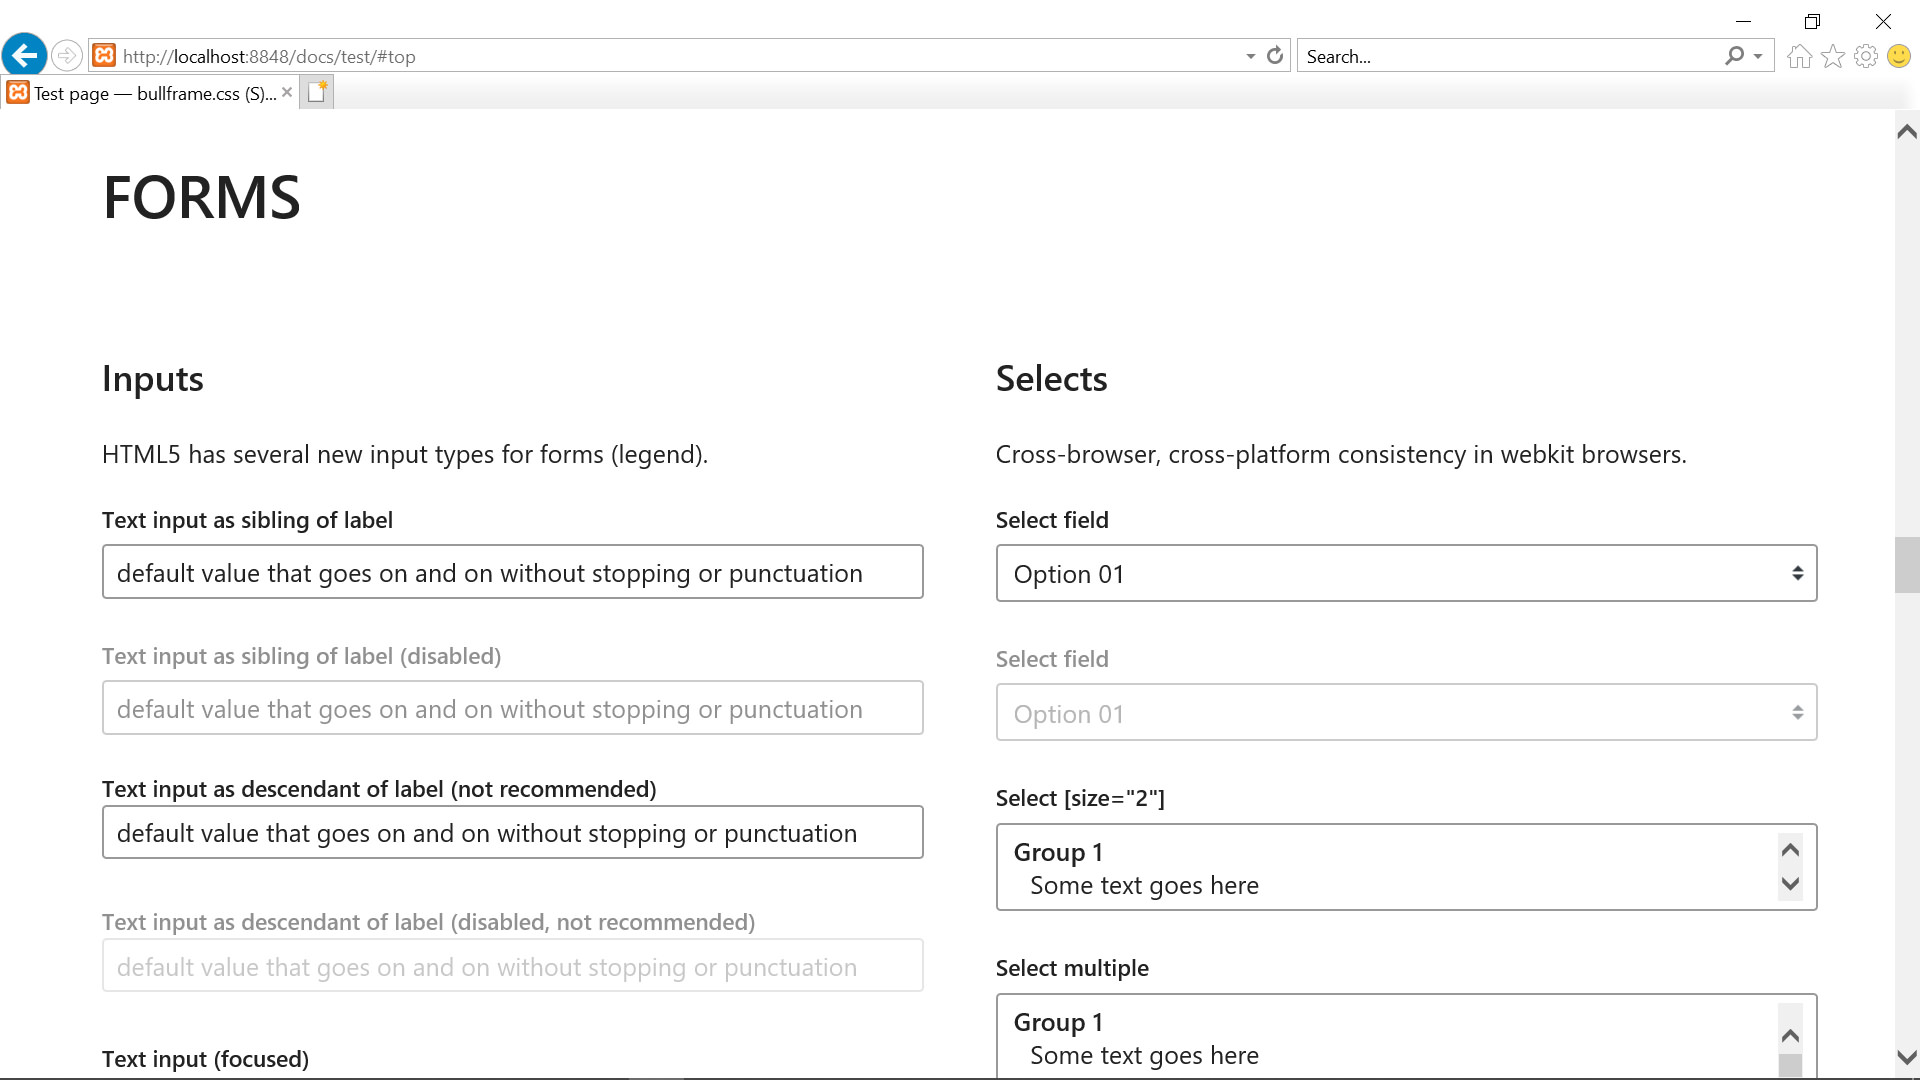 http://localhost:8848/docs/test/#top
Search...
Test page — bullframe.css (S)...
FORMS
Inputs
HTML5 has several new input types for forms (legend).
Text input as sibling of label
default value that goes on and on without stopping or punctuation
Text input as sibling of label (disabled)
default value that goes on and on without stopping or punctuation
Text input as descendant of label (not recommended)
default value that goes on and on without stopping or punctuation
Text input as descendant of label (disabled, not recommended)
default value that goes on and on without stopping or punctuation
Text input (focused)
Selects
Cross-browser, cross-platform consistency in webkit browsers.
Select field
Option 01
Select field
Option 01
Select [size="2"]
Group 1
Some text goes here
Select multiple
Group 1
Some text goes here